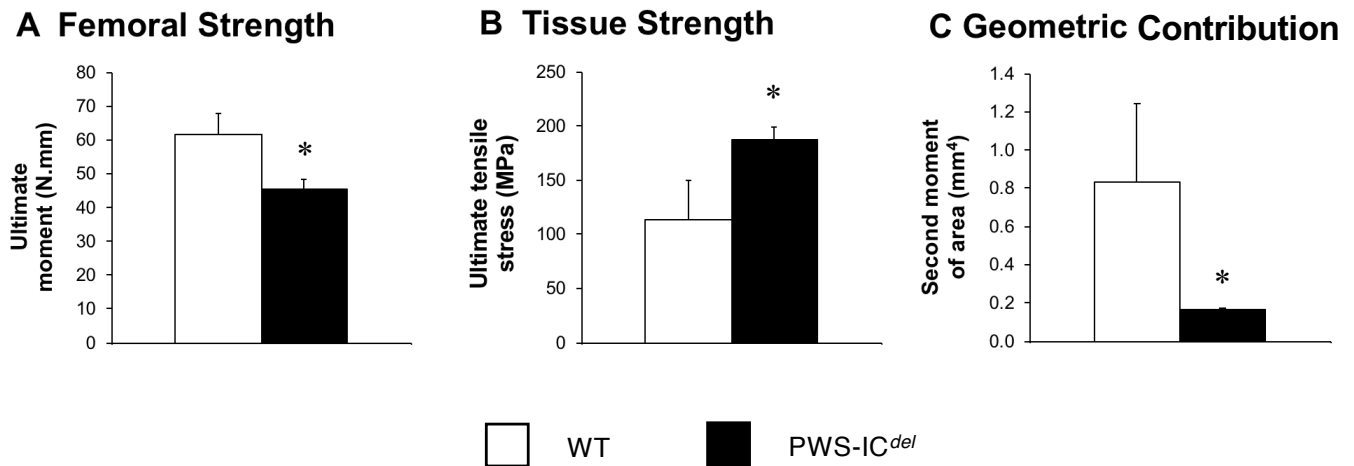 A Femoral Strength
Ultimate
moment (N.mm)
80
70
60
50
40
30
20
10
0
*
B Tissue Strength
Ultimate tensile
stress (MPa)
250
200
150
100
50
0
*
C Geometric Contribution
Second moment
of area (mm⁴)
1.4
1.2
1.0
0.8
0.6
0.4
0.2
0.0
*
WT
PWS-ICᵈᵉˡ